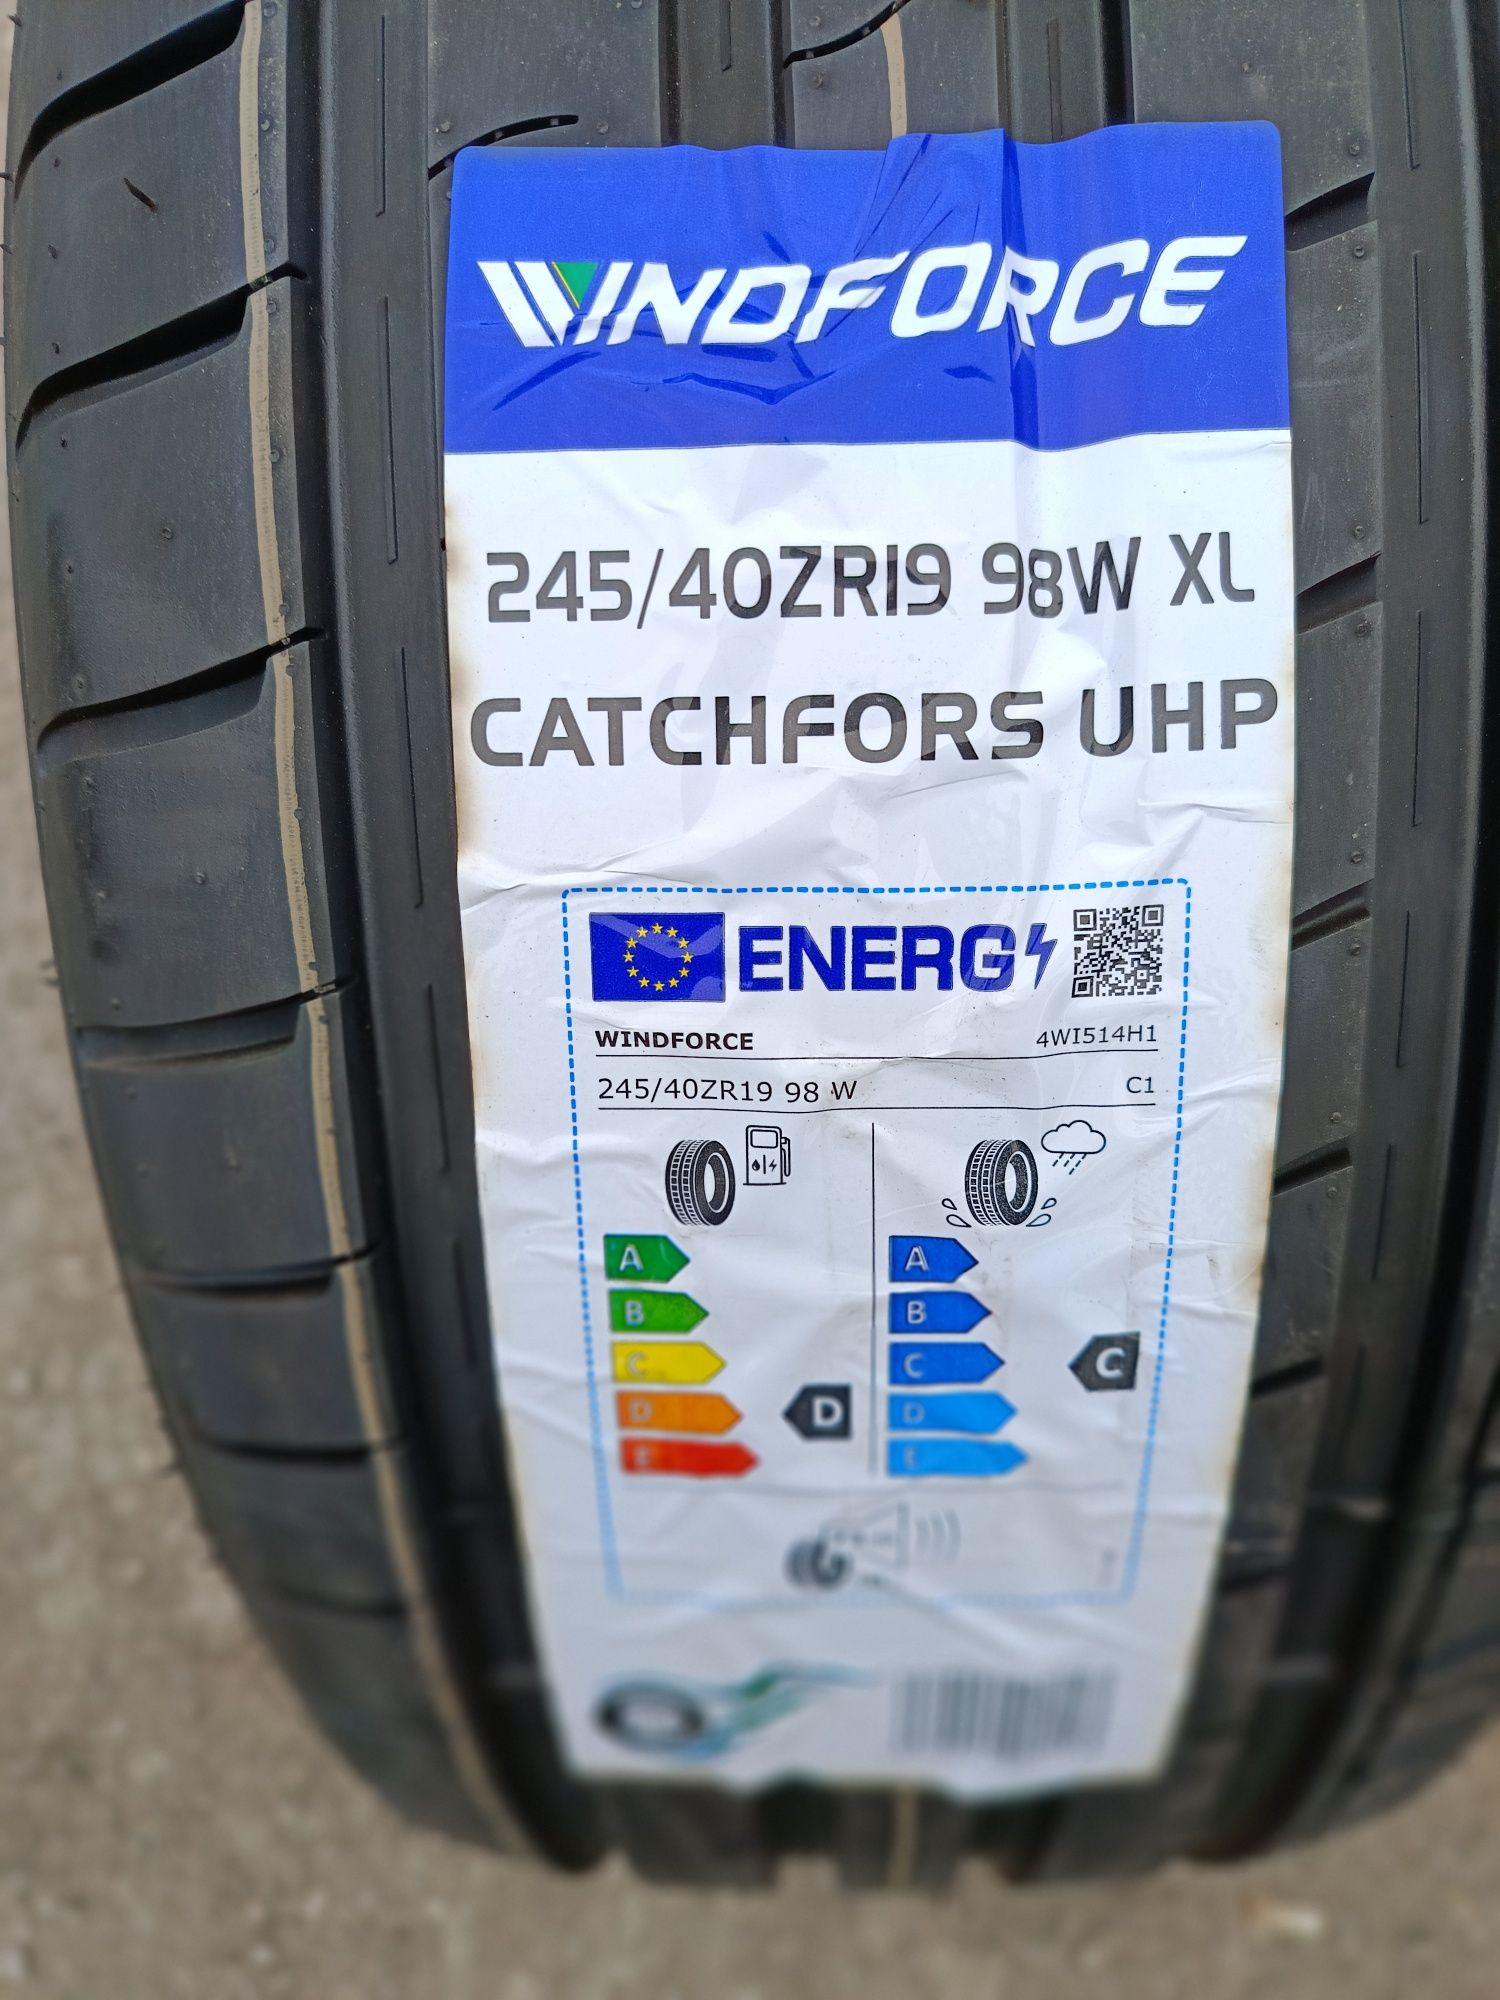 WINDFORCE
245/40ZR19 98W XL
CATCHFORS UHP
ENERG
WINDFORCE 4WI514H1
245/40ZR19 98 W C1
A A
B B
C C C
D D D
E E